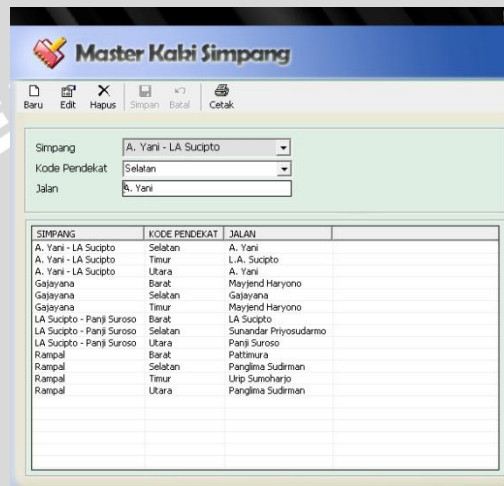 Master Kaki Simpang
Baru Edit Hapus Simpan Batal Cetak
Simpang A. Yani - LA Sucipto
Kode Pendekat Selatan
Jalan A. Yani
SIMPANG KODE PENDEKAT JALAN
A. Yani - LA Sucipto Selatan A. Yani
A. Yani - LA Sucipto Timur L.A. Sucipto
A. Yani - LA Sucipto Utara A. Yani
Gajayana Barat Mayjend Haryono
Gajayana Selatan Gajayana
Gajayana Timur Mayjend Haryono
LA Sucipto - Panji Suroso Barat LA Sucipto
LA Sucipto - Panji Suroso Selatan Sunandar Priyosudarmo
LA Sucipto - Panji Suroso Utara Panji Suroso
Rampal Barat Pattimura
Rampal Selatan Panglima Sudirman
Rampal Timur Urip Sumoharjo
Rampal Utara Panglima Sudirman